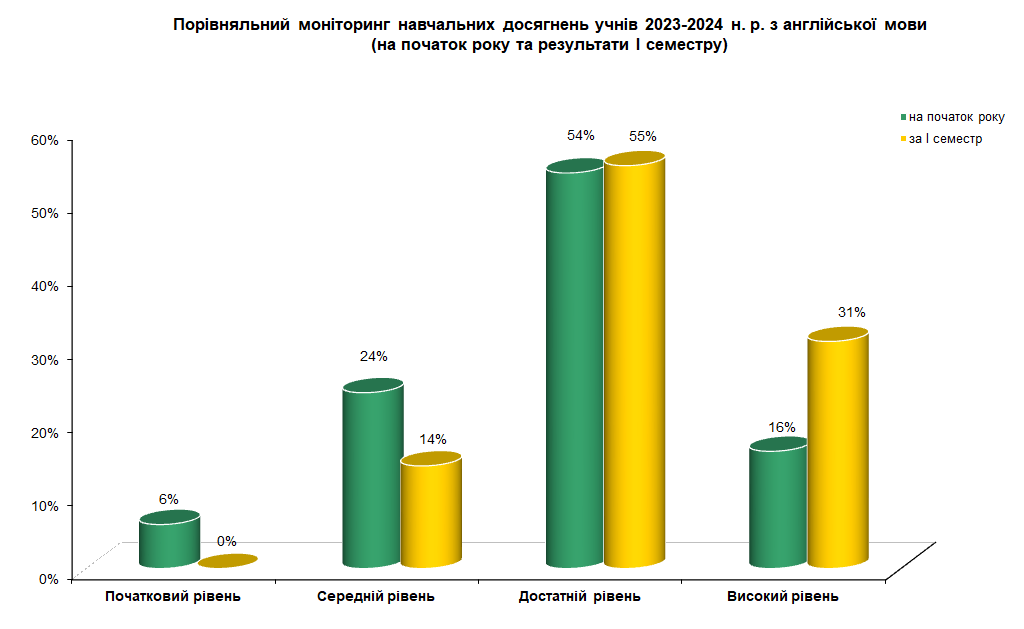 Порівняльний моніторинг навчальних досягнень учнів 2023-2024 н. р. з англійської мови
(на початок року та результати І семестру)
на початок року
за І семестр
60%
50%
40%
30%
20%
10%
0%
6%
0%
24%
14%
54%
55%
16%
31%
Початковий рівень
Середній рівень
Достатній рівень
Високий рівень